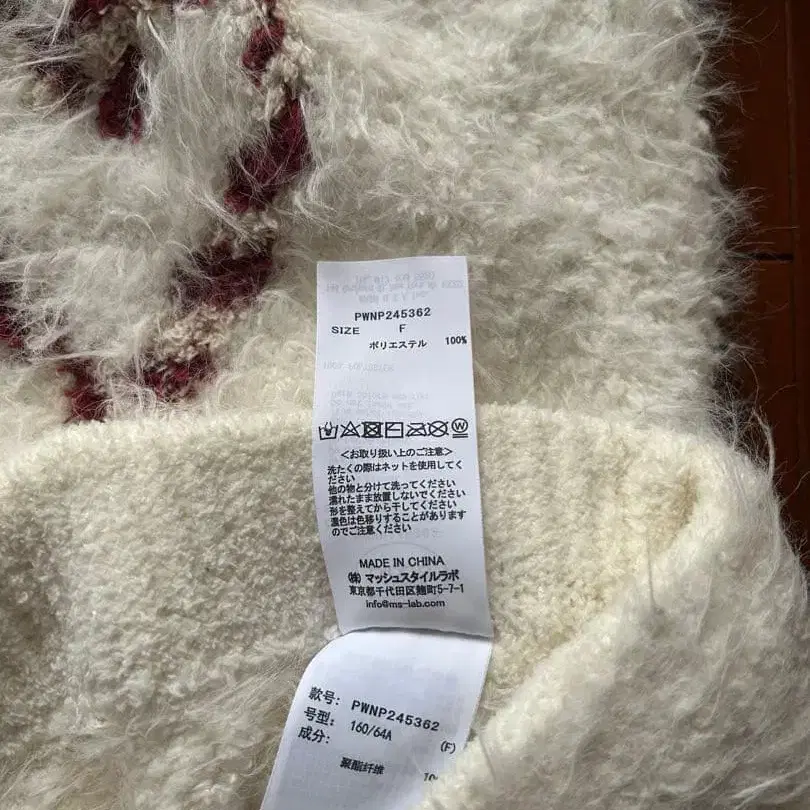 PWNP245362
SIZE F
ポリエステル 100%
<お取り扱い上のご注意>
洗たくの際はネットを使用してく
ださい
他の物と分けて洗ってください
濡れたまま放置しないでください
形を整えてから干してください
濃色は色移りすることがあります
のでご注意ください
MADE IN CHINA
㈱マッシュスタイルラボ
東京都千代田区麹町5-7-1
info@ms-lab.com
款号: PWNP245362
号型: 160/64A (F)
成分:
聚酯纤维